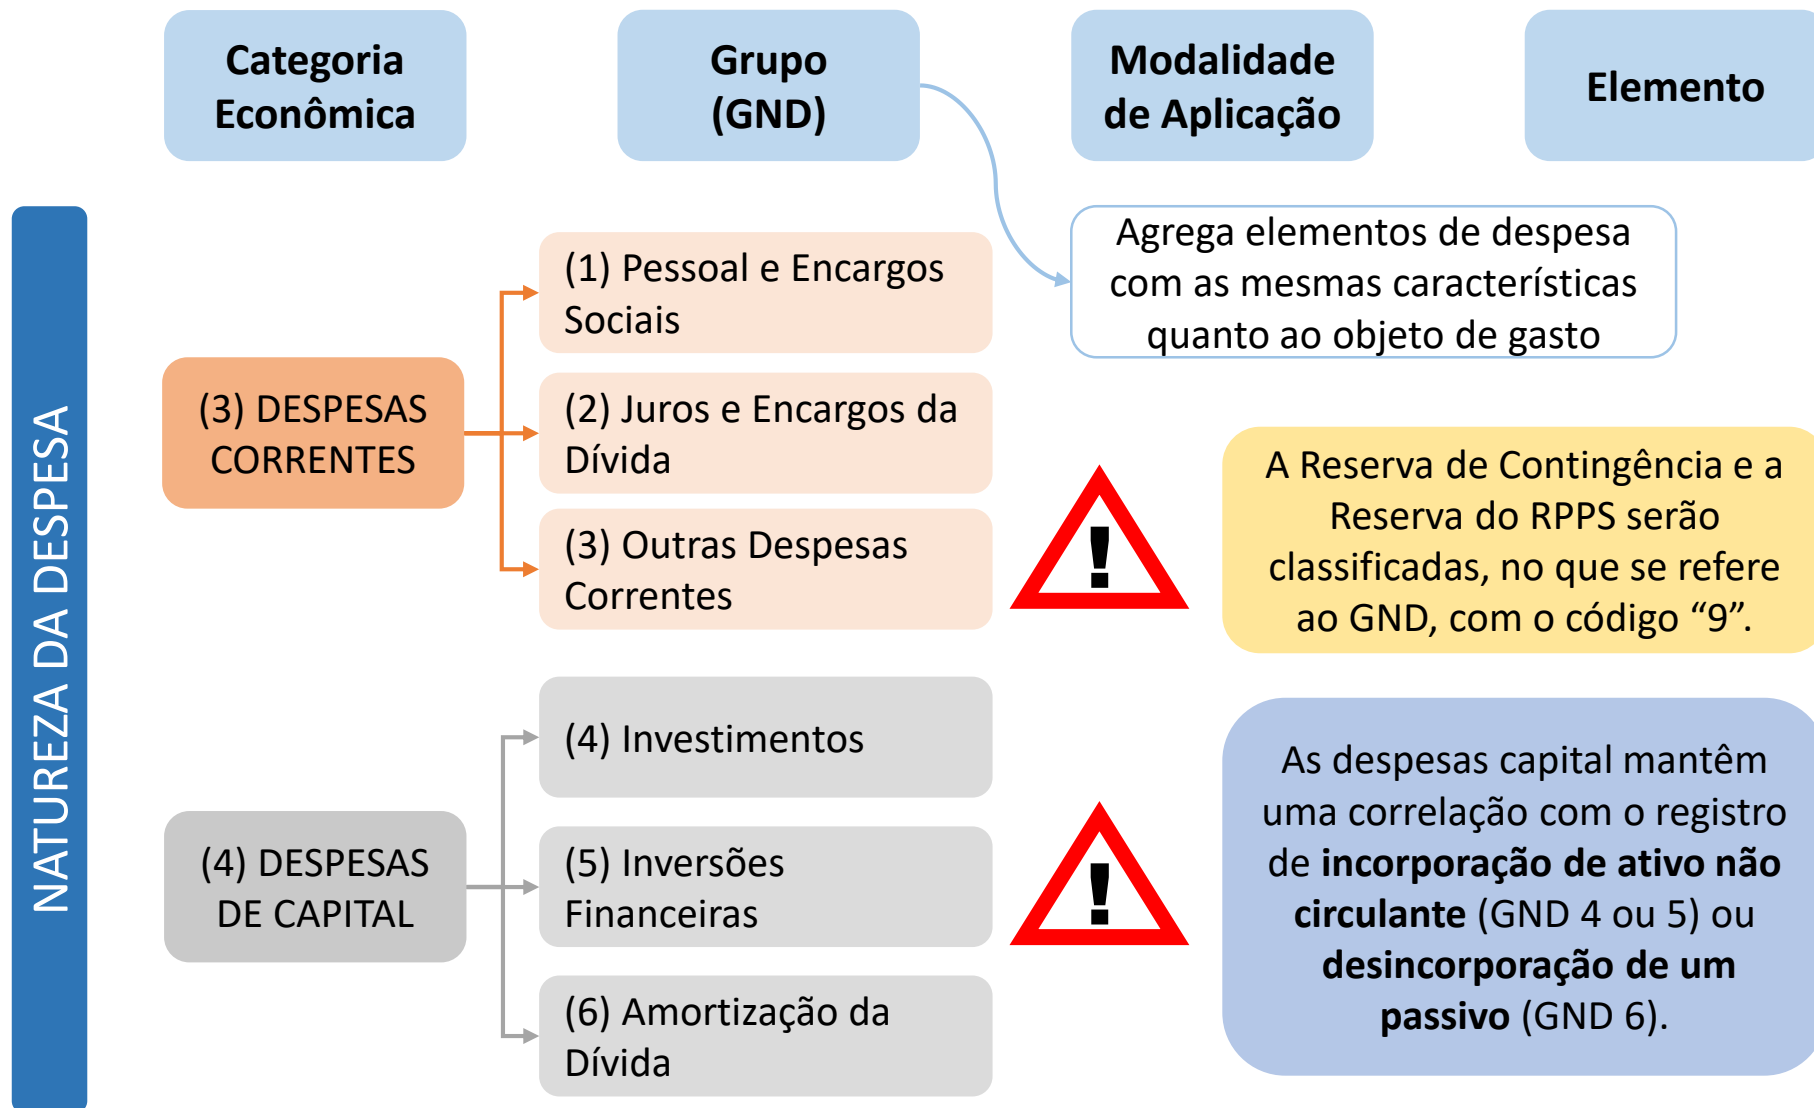 Categoria
Econômica
Grupo
(GND)
Modalidade
de Aplicação
Elemento
NATUREZA DA DESPESA
Agrega elementos de despesa
com as mesmas características
quanto ao objeto de gasto
(3) DESPESAS
CORRENTES
(1) Pessoal e Encargos
Sociais
(2) Juros e Encargos da
Dívida
(3) Outras Despesas
Correntes
!
A Reserva de Contingência e a
Reserva do RPPS serão
classificadas, no que se refere
ao GND, com o código “9”.
(4) DESPESAS
DE CAPITAL
(4) Investimentos
(5) Inversões
Financeiras
(6) Amortização da
Dívida
!
As despesas capital mantêm
uma correlação com o registro
de incorporação de ativo não
circulante (GND 4 ou 5) ou
desincorporação de um
passivo (GND 6).